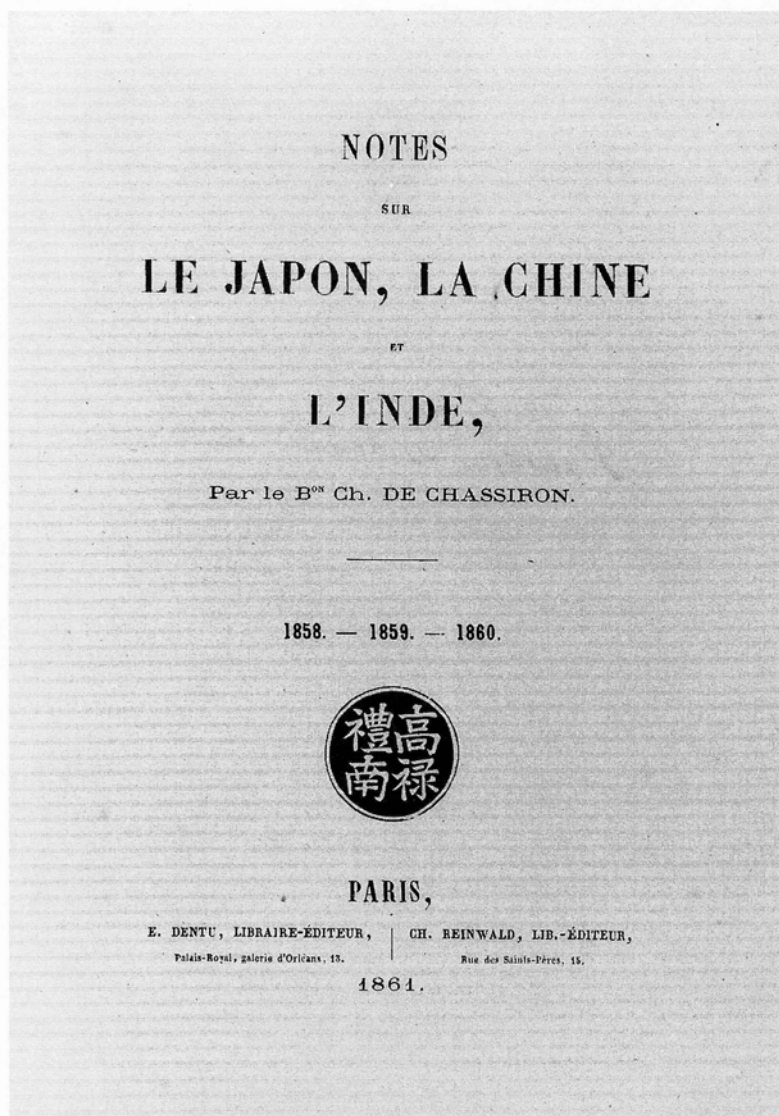 NOTES
SUR
LE JAPON, LA CHINE
ET
L'INDE,
Par le Bᴼᴺ Ch. DE CHASSIRON.
1858. — 1859. — 1860.
高禄
禮南
PARIS,
E. DENTU, LIBRAIRE-ÉDITEUR,
Palais-Royal, galerie d'Orléans, 13.
CH. REINWALD, LIB.-ÉDITEUR,
Rue des Saints-Pères, 15.
1861.